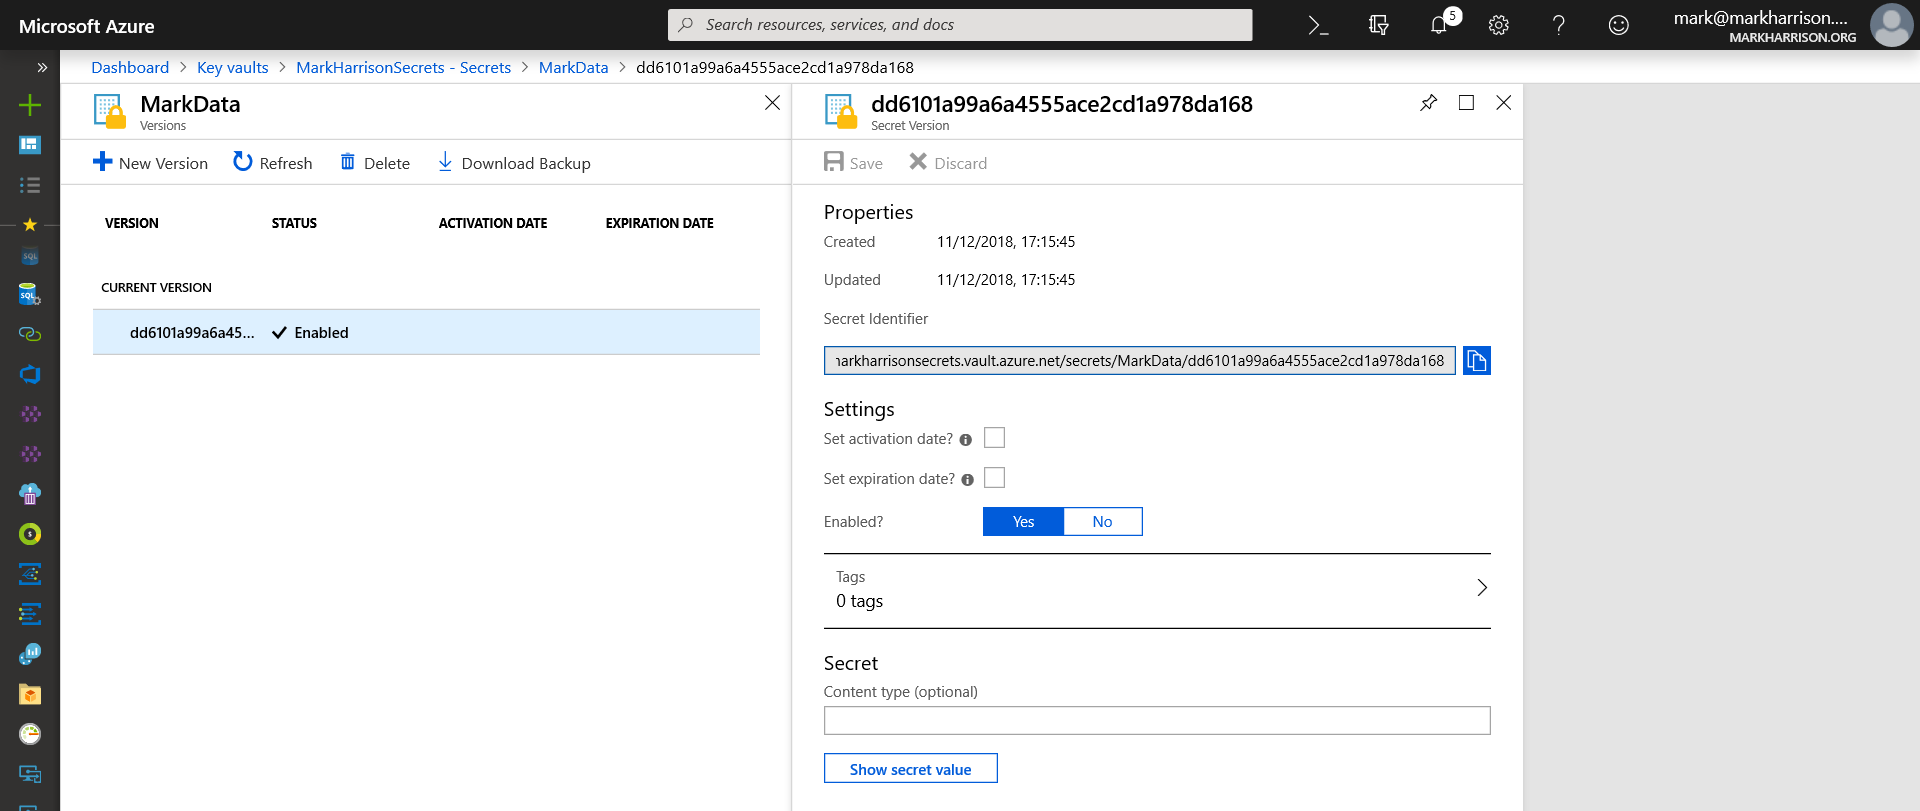 Microsoft Azure
Search resources, services, and docs
5
mark@markharrison....
MARKHARRISON.ORG
Dashboard > Key vaults > MarkHarrisonSecrets - Secrets > MarkData > dd6101a99a6a4555ace2cd1a978da168
MarkData
Versions
New Version Refresh Delete Download Backup
VERSION STATUS ACTIVATION DATE EXPIRATION DATE
CURRENT VERSION
dd6101a99a6a45... Enabled
dd6101a99a6a4555ace2cd1a978da168
Secret Version
Save Discard
Properties
Created 11/12/2018, 17:15:45
Updated 11/12/2018, 17:15:45
Secret Identifier
markharrisonsecrets.vault.azure.net/secrets/MarkData/dd6101a99a6a4555ace2cd1a978da168
Settings
Set activation date?
Set expiration date?
Enabled? Yes No
Tags
0 tags
Secret
Content type (optional)
Show secret value
SQL
SQL